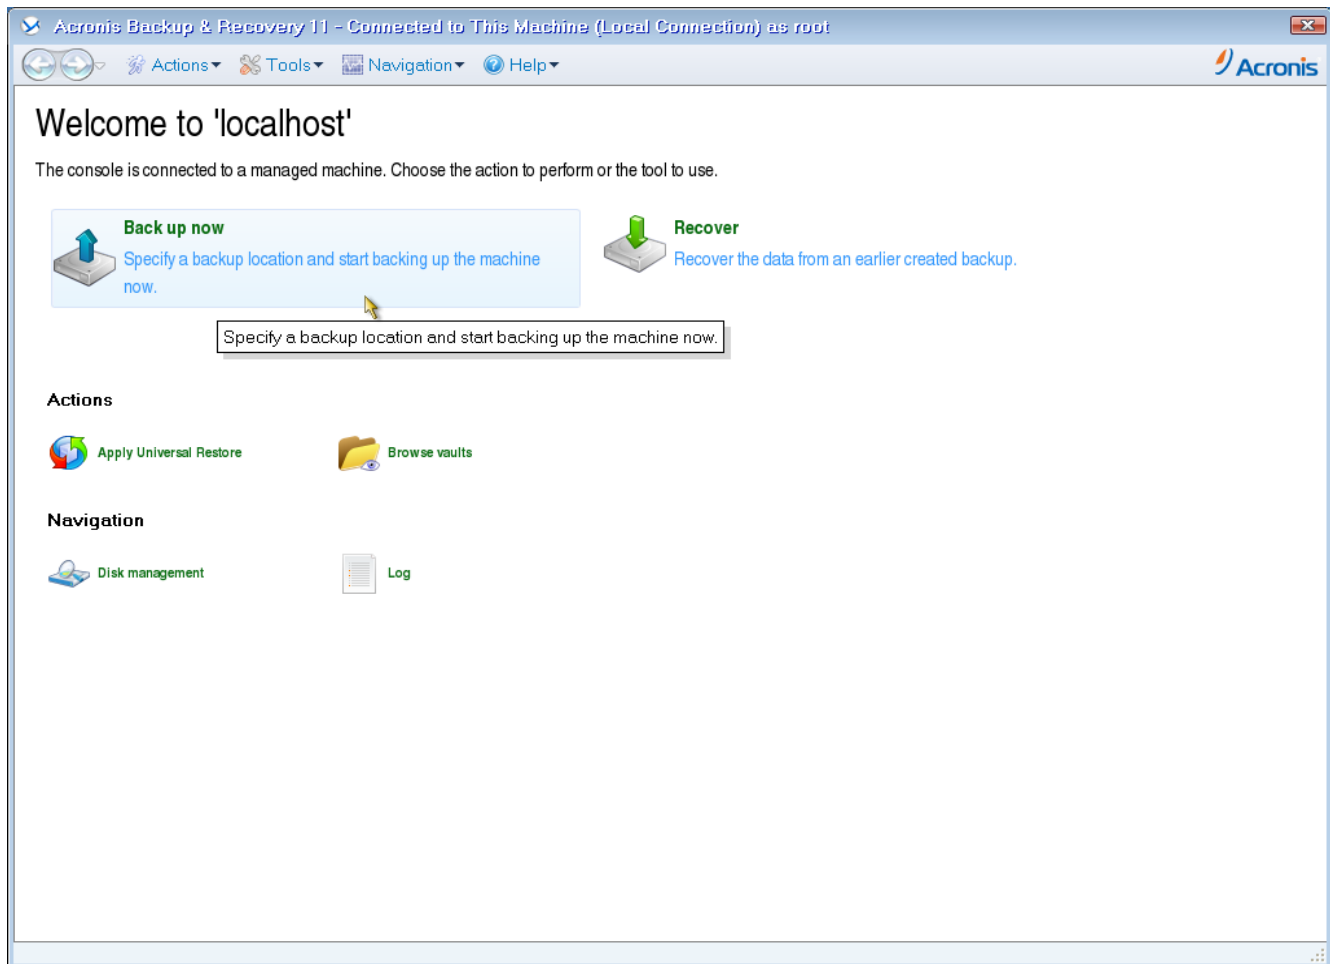 Acronis Backup & Recovery 11 - Connected to This Machine (Local Connection) as root
Actions Tools Navigation Help
Acronis
Welcome to 'localhost'
The console is connected to a managed machine. Choose the action to perform or the tool to use.
Back up now
Specify a backup location and start backing up the machine
now.
Recover
Recover the data from an earlier created backup.
Specify a backup location and start backing up the machine now.
Actions
Apply Universal Restore
Browse vaults
Navigation
Disk management
Log